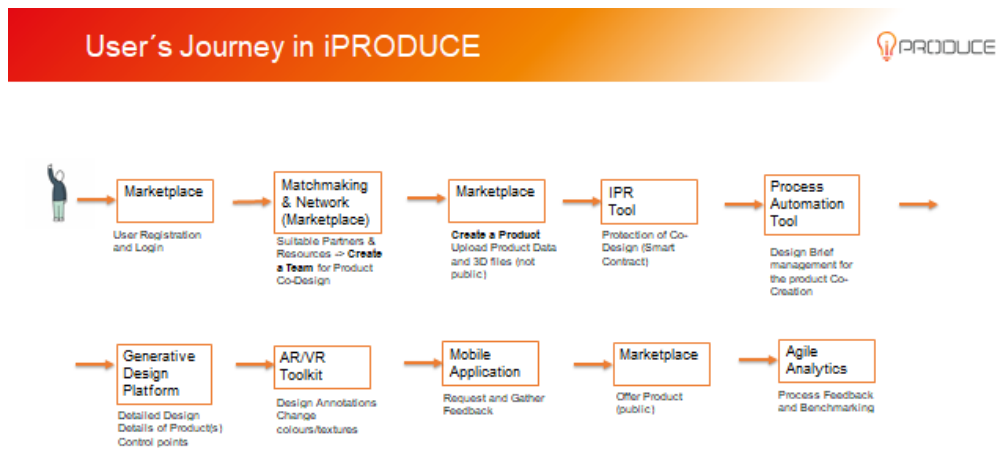 User´s Journey in iPRODUCE
PRODUCE
Marketplace
User Registration
and Login
Matchmaking
& Network
(Marketplace)
Suitable Partners &
Resources -> Create
a Team for Product
Co-Design
Marketplace
Create a Product
Upload Product Data
and 3D files (not
public)
IPR
Tool
Protection of Co-
Design (Smart
Contract)
Process
Automation
Tool
Design Brief
management for
the product Co-
Creation
Generative
Design
Platform
Detailed Design
Details of Product(s)
Control points
AR/VR
Toolkit
Design Annotations
Change
colours/textures
Mobile
Application
Request and Gather
Feedback
Marketplace
Offer Product
(public)
Agile
Analytics
Process Feedback
and Benchmarking